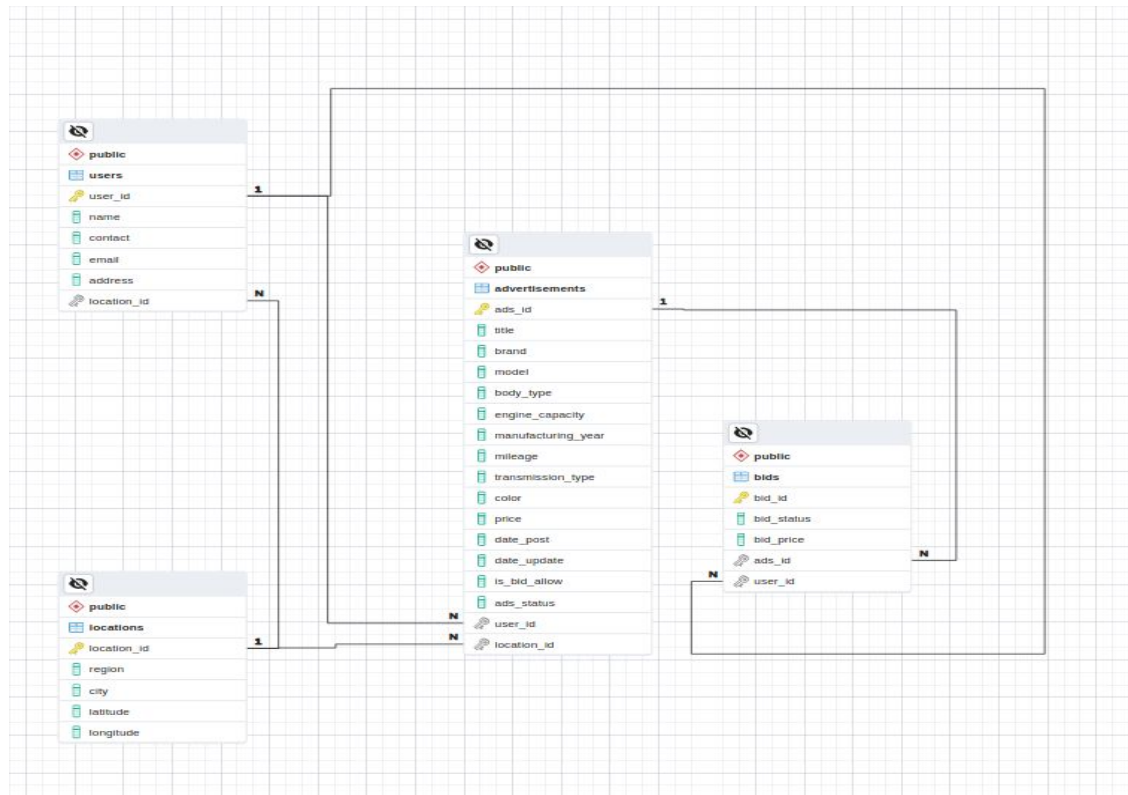 public
users
user_id
1
name
contact
email
address
location_id
N
public
advertisements
ads_id
1
title
brand
model
body_type
engine_capacity
manufacturing_year
mileage
transmission_type
color
price
date_post
date_update
is_bid_allow
ads_status
N
user_id
N
location_id
public
bids
bid_id
bid_status
bid_price
ads_id
N
N
user_id
public
locations
location_id
1
region
city
latitude
longitude